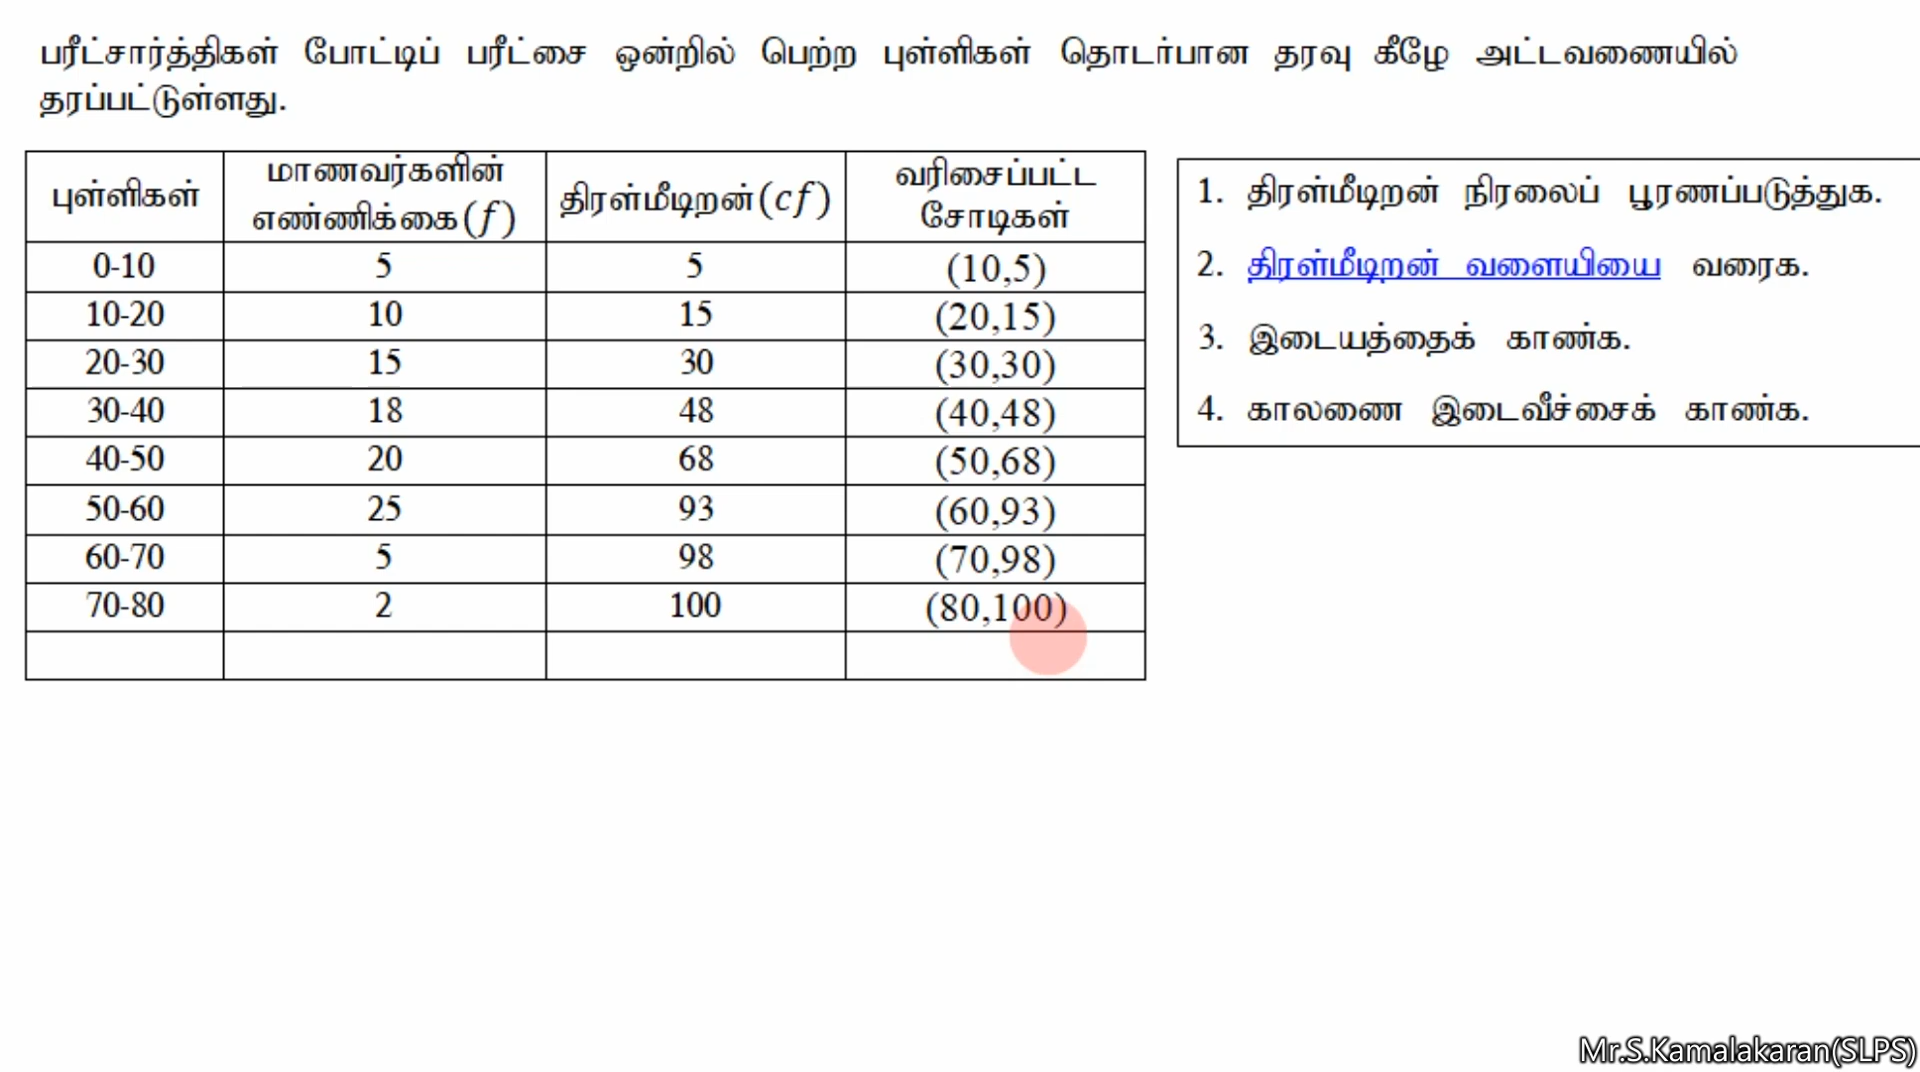 பரீட்சார்த்திகள் போட்டிப் பரீட்சை ஒன்றில் பெற்ற புள்ளிகள் தொடர்பான தரவு கீழே அட்டவணையில்
தரப்பட்டுள்ளது.
புள்ளிகள் மாணவர்களின் எண்ணிக்கை(f) திரள்மீடிறன்(cf) வரிசைப்பட்ட சோடிகள்
0-10 5 5 (10,5)
10-20 10 15 (20,15)
20-30 15 30 (30,30)
30-40 18 48 (40,48)
40-50 20 68 (50,68)
50-60 25 93 (60,93)
60-70 5 98 (70,98)
70-80 2 100 (80,100)
1. திரள்மீடிறன் நிரலைப் பூரணப்படுத்துக.
2. திரள்மீடிறன் வளையியை வரைக.
3. இடையத்தைக் காண்க.
4. காலணை இடைவீச்சைக் காண்க.
Mr.S.Kamalakaran(SLPS)